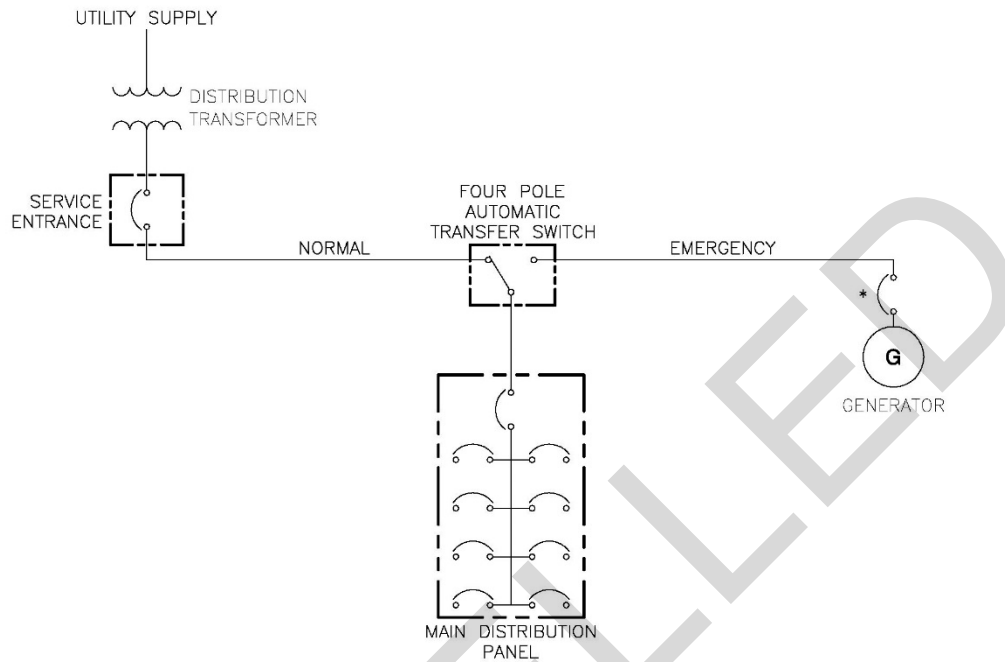 UTILITY SUPPLY
DISTRIBUTION
TRANSFORMER
SERVICE
ENTRANCE
NORMAL
FOUR POLE
AUTOMATIC
TRANSFER SWITCH
EMERGENCY
*
G
GENERATOR
MAIN DISTRIBUTION
PANEL